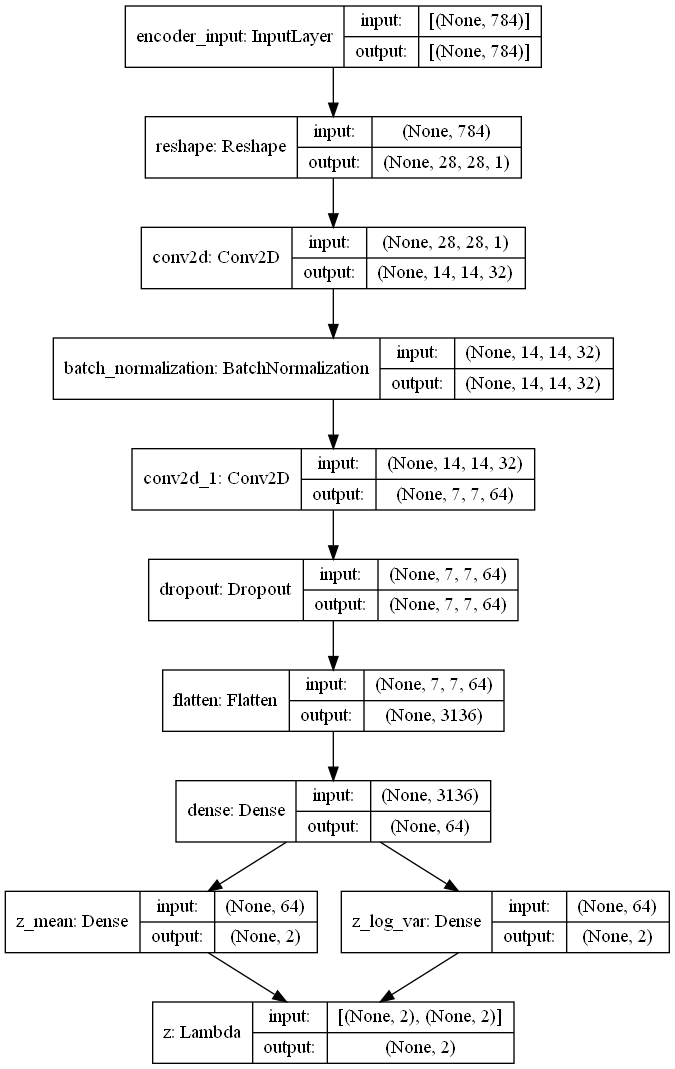 encoder_input: InputLayer
input: [(None, 784)]
output: [(None, 784)]
reshape: Reshape
input: (None, 784)
output: (None, 28, 28, 1)
conv2d: Conv2D
input: (None, 28, 28, 1)
output: (None, 14, 14, 32)
batch_normalization: BatchNormalization
input: (None, 14, 14, 32)
output: (None, 14, 14, 32)
conv2d_1: Conv2D
input: (None, 14, 14, 32)
output: (None, 7, 7, 64)
dropout: Dropout
input: (None, 7, 7, 64)
output: (None, 7, 7, 64)
flatten: Flatten
input: (None, 7, 7, 64)
output: (None, 3136)
dense: Dense
input: (None, 3136)
output: (None, 64)
z_mean: Dense
input: (None, 64)
output: (None, 2)
z_log_var: Dense
input: (None, 64)
output: (None, 2)
z: Lambda
input: [(None, 2), (None, 2)]
output: (None, 2)